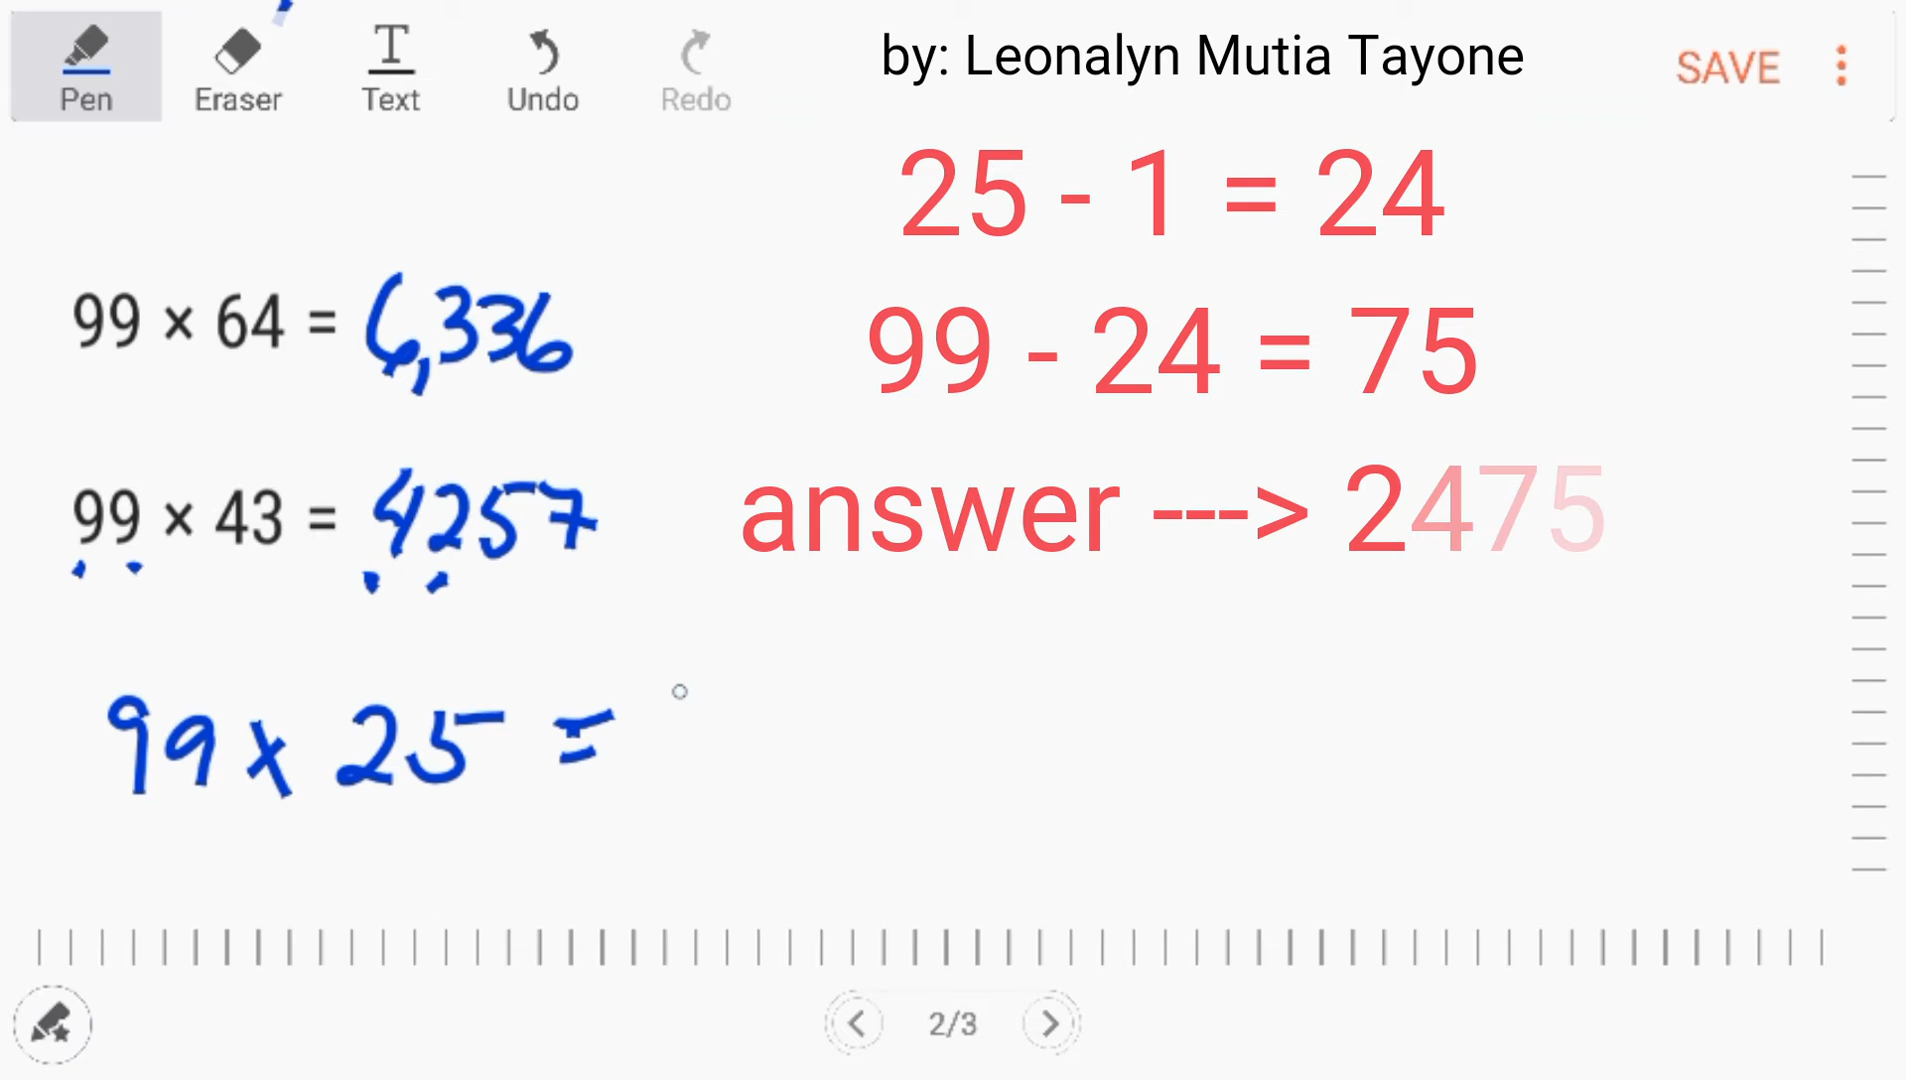 Pen
Eraser
Text
Undo
Redo
by: Leonalyn Mutia Tayone
SAVE
25 - 1 = 24
99 × 64 = 6,336
99 - 24 = 75
99 × 43 = 4257
answer ---> 2475
99 x 25 =
2/3